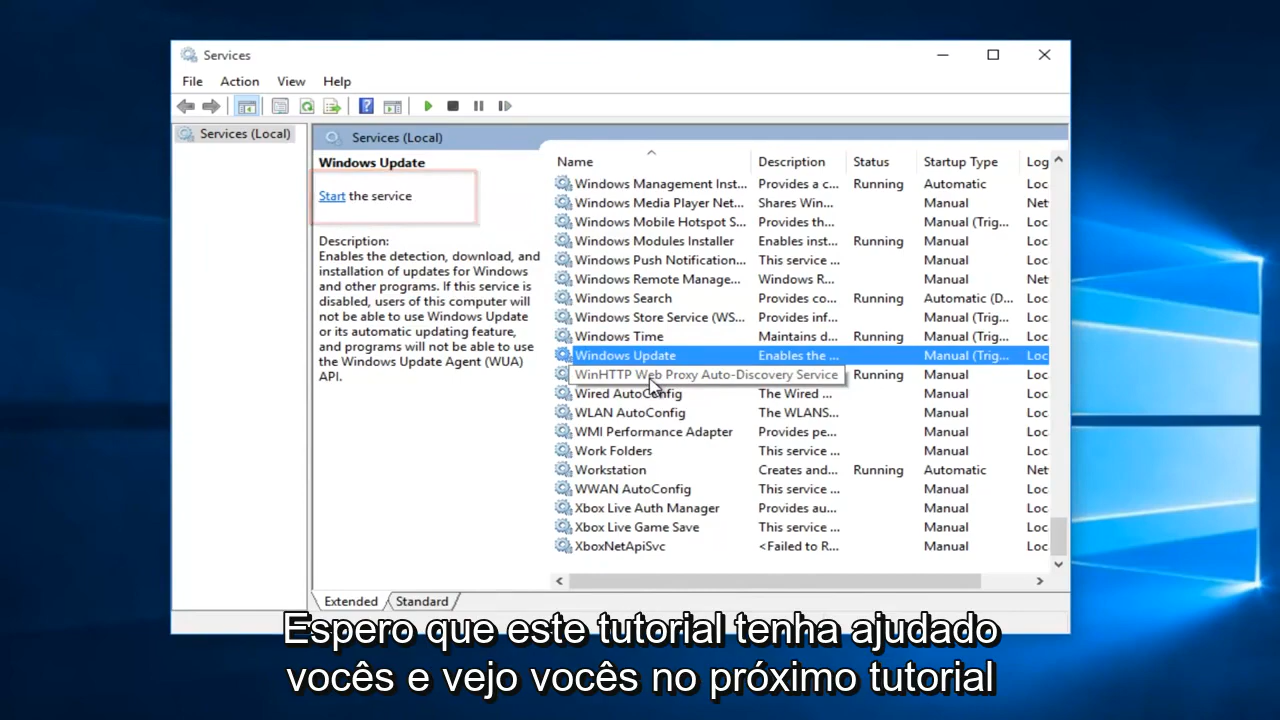 Services
File Action View Help
Services (Local)
Services (Local)
Windows Update
Start the service
Description:
Enables the detection, download, and
installation of updates for Windows
and other programs. If this service is
disabled, users of this computer will
not be able to use Windows Update
or its automatic updating feature,
and programs will not be able to use
the Windows Update Agent (WUA)
API.
Name Description Status Startup Type Log
Windows Management Inst... Provides a c... Running Automatic Loc
Windows Media Player Net... Shares Win... Manual Net
Windows Mobile Hotspot S... Provides th... Manual (Trig... Loc
Windows Modules Installer Enables inst... Running Manual Loc
Windows Push Notification... This service ... Manual Loc
Windows Remote Manage... Windows R... Manual Net
Windows Search Provides co... Running Automatic (D... Loc
Windows Store Service (WS... Provides inf... Manual (Trig... Loc
Windows Time Maintains d... Running Manual (Trig... Loc
Windows Update Enables the ... Manual (Trig... Loc
WinHTTP Web Proxy Auto-Discovery Service Running Manual Loc
Wired AutoConfig The Wired ... Manual Loc
WLAN AutoConfig The WLANS... Manual Loc
WMI Performance Adapter Provides pe... Manual Loc
Work Folders This service ... Manual Loc
Workstation Creates and... Running Automatic Net
WWAN AutoConfig This service ... Manual Loc
Xbox Live Auth Manager Provides au... Manual Loc
Xbox Live Game Save This service ... Manual Loc
XboxNetApiSvc <Failed to R... Manual Loc
Extended Standard
Espero que este tutorial tenha ajudado
vocês e vejo vocês no próximo tutorial